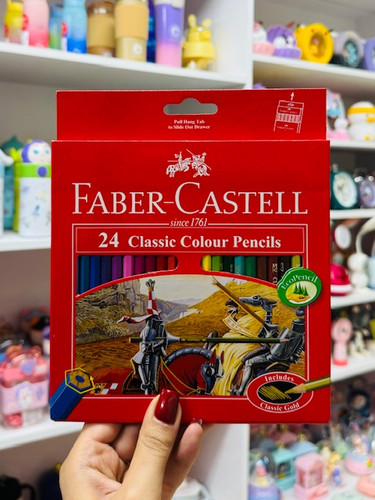 Pull Hang Tab
to Slide Out Drawer
FABER-CASTELL
since 1761
24 Classic Colour Pencils
EcoPencil
Includes
Classic Gold